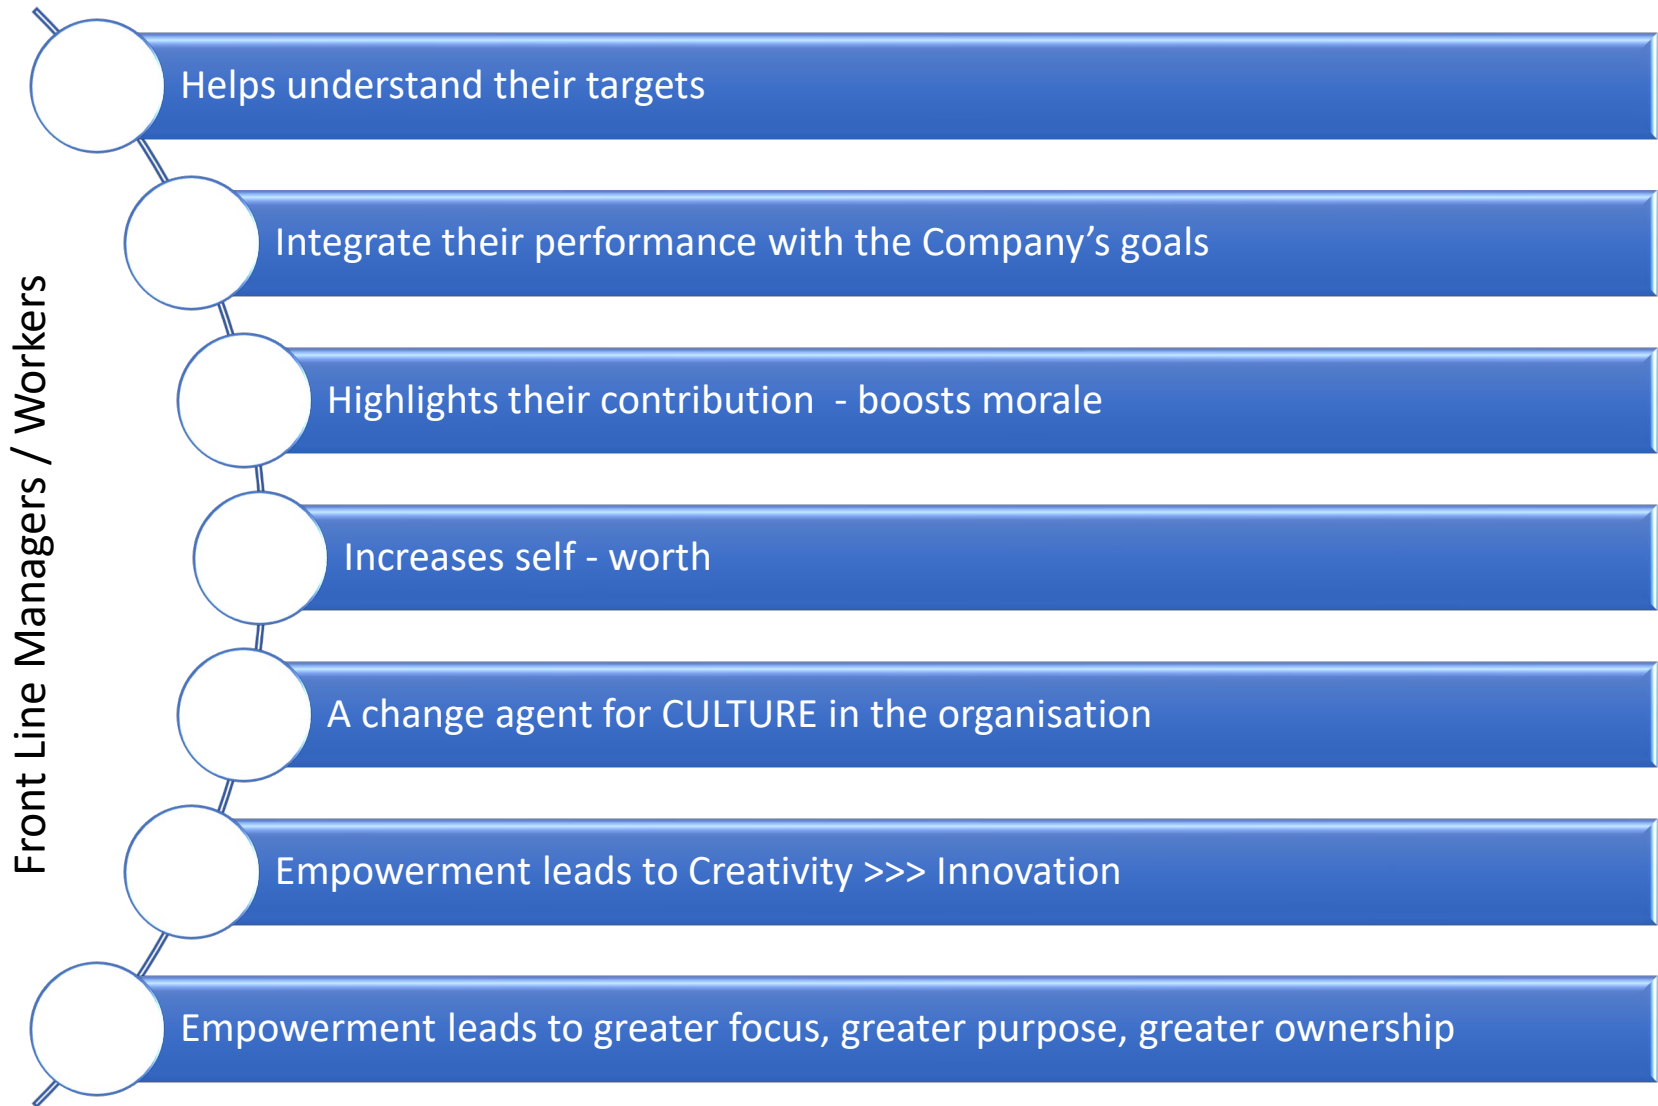 Front Line Managers / Workers
Helps understand their targets
Integrate their performance with the Company’s goals
Highlights their contribution  - boosts morale
Increases self - worth
A change agent for CULTURE in the organisation
Empowerment leads to Creativity >>> Innovation
Empowerment leads to greater focus, greater purpose, greater ownership